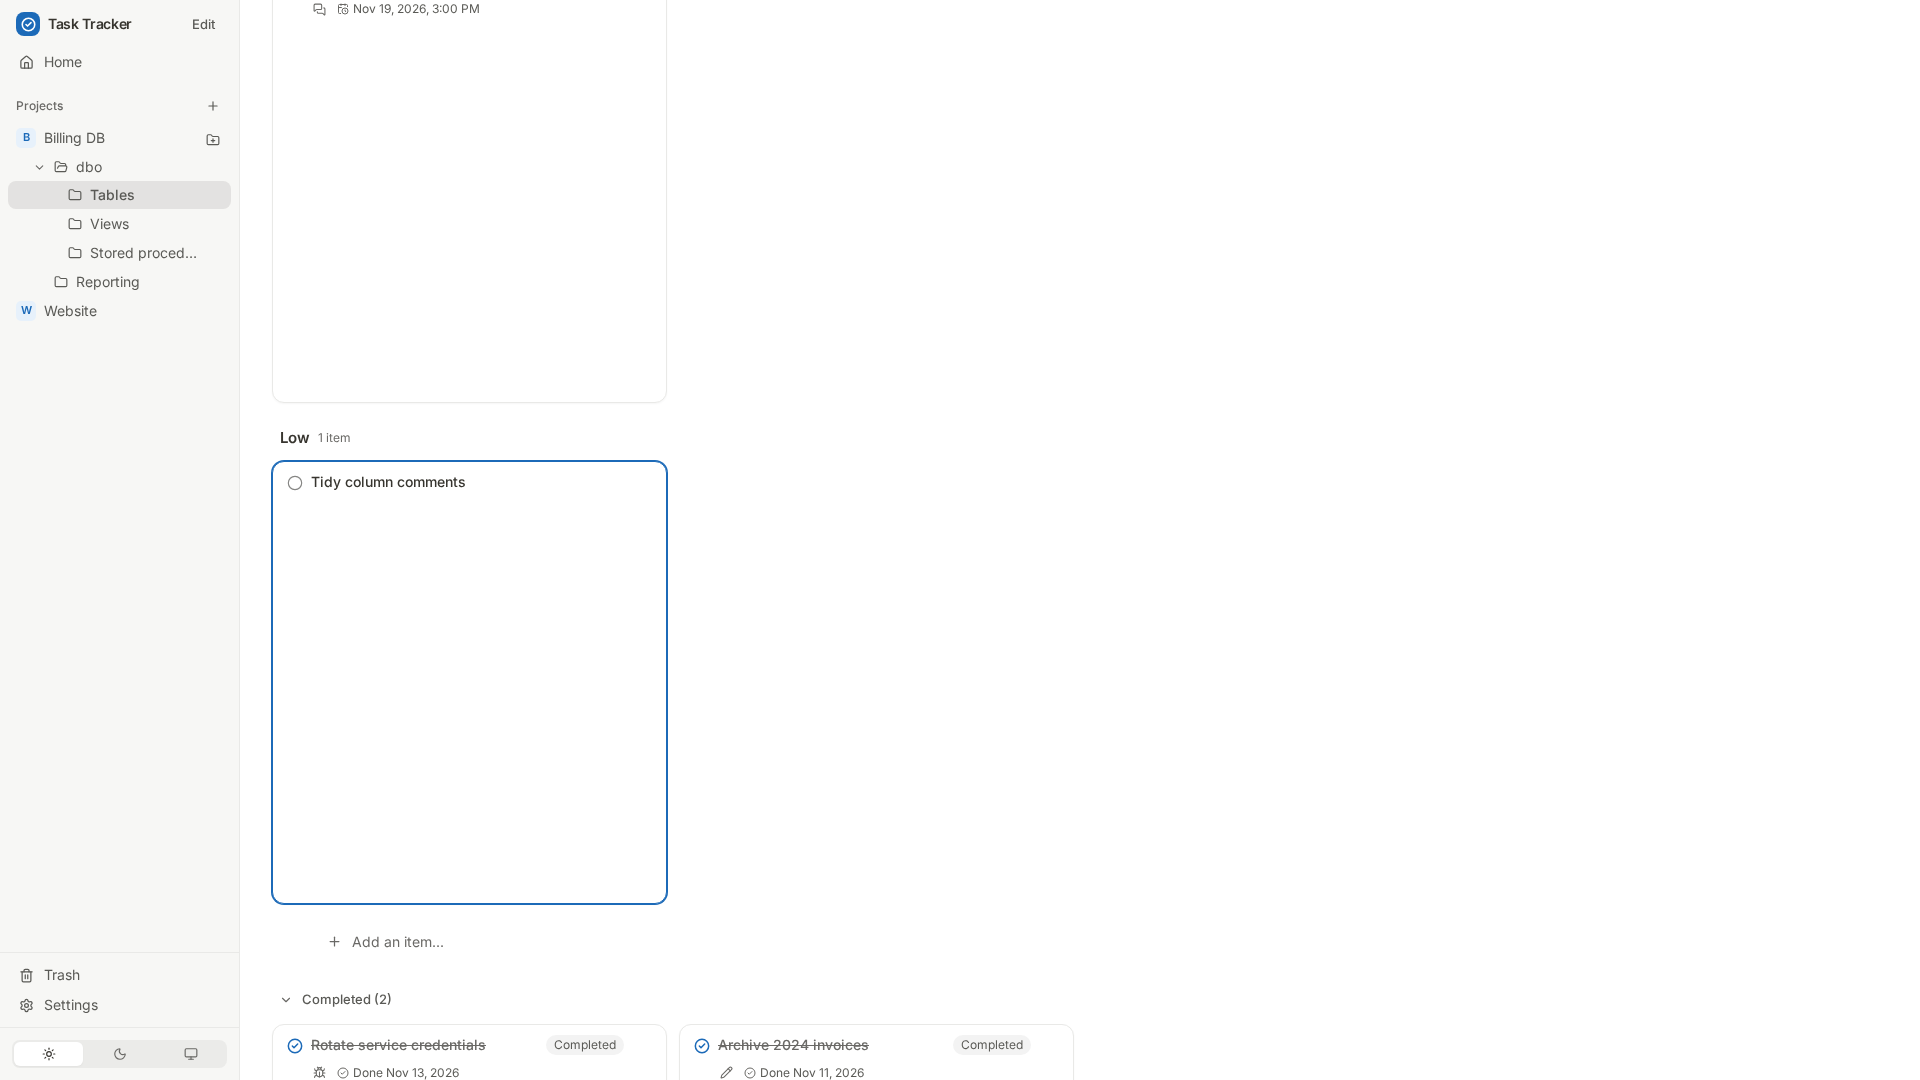 Task Tracker
Edit
Home
Projects
B Billing DB
dbo
Tables
Views
Stored proced...
Reporting
W Website
Trash
Settings
Nov 19, 2026, 3:00 PM
Low 1 item
Tidy column comments
Add an item...
Completed (2)
Rotate service credentials Completed
Done Nov 13, 2026
Archive 2024 invoices Completed
Done Nov 11, 2026